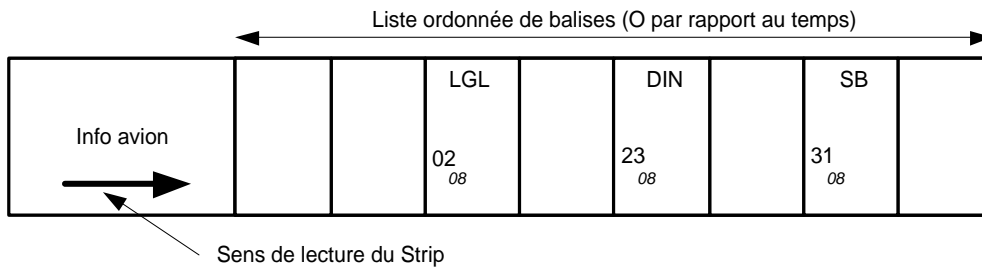 Liste ordonnée de balises (O par rapport au temps)
LGL DIN SB
Info avion
02 23 31
08 08 08
Sens de lecture du Strip